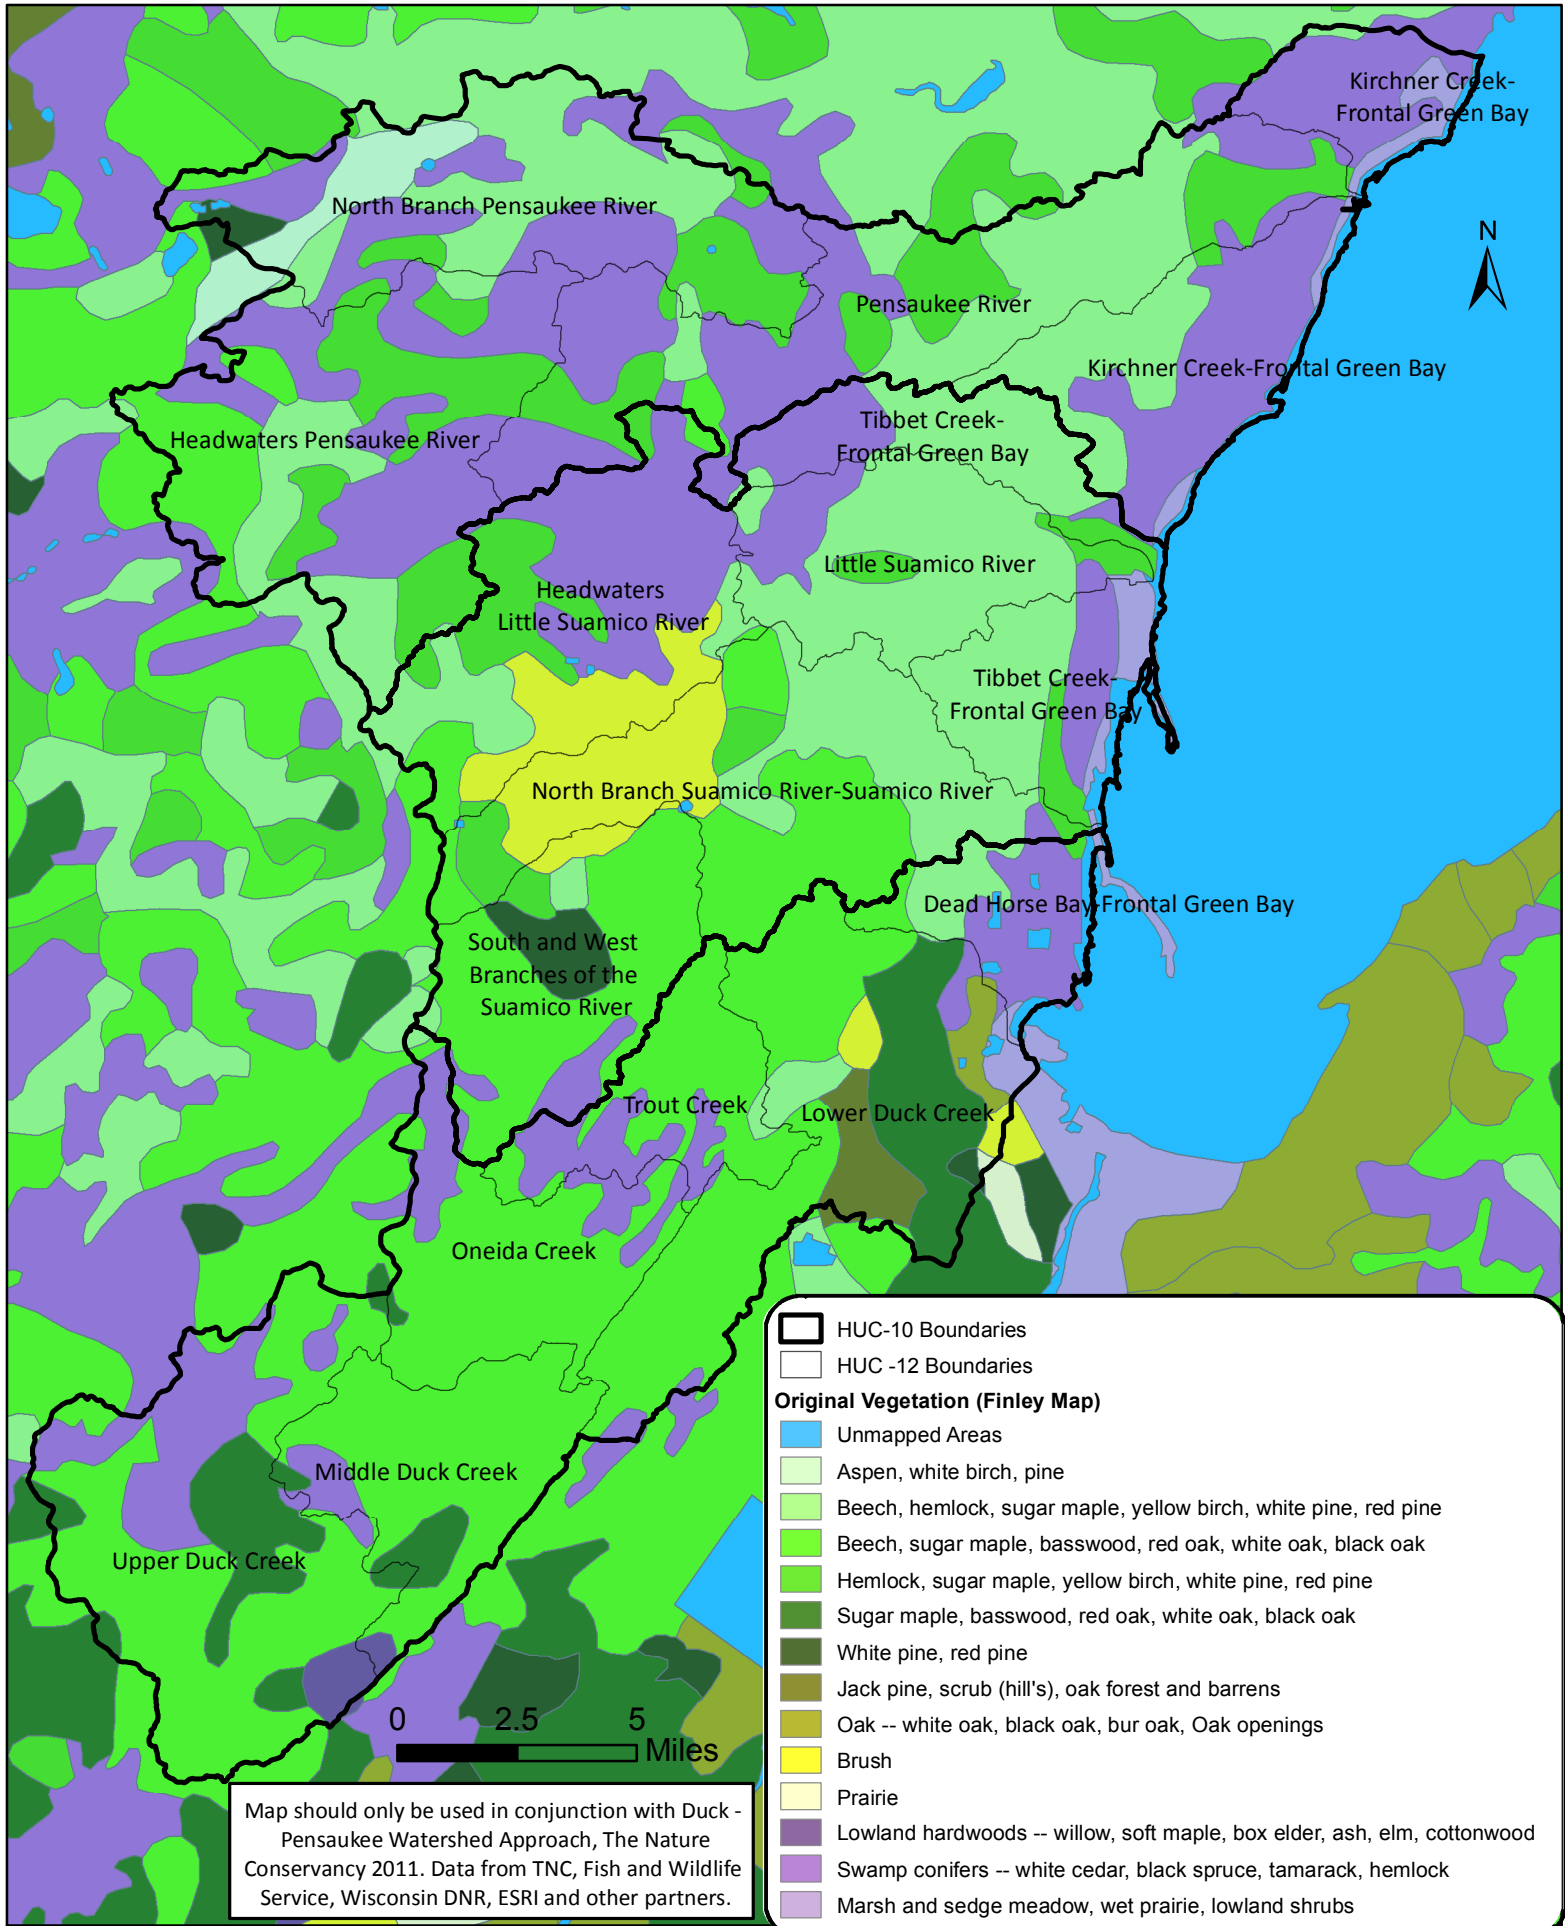 Kirchner Creek-
Frontal Green Bay
North Branch Pensaukee River
N
Pensaukee River
Kirchner Creek-Frontal Green Bay
Tibbet Creek-
Frontal Green Bay
Headwaters Pensaukee River
Little Suamico River
Headwaters
Little Suamico River
Tibbet Creek-
Frontal Green Bay
North Branch Suamico River-Suamico River
Dead Horse Bay-Frontal Green Bay
South and West
Branches of the
Suamico River
Trout Creek
Lower Duck Creek
Oneida Creek
Middle Duck Creek
Upper Duck Creek
0 2.5 5
Miles
Map should only be used in conjunction with Duck -
Pensaukee Watershed Approach, The Nature
Conservancy 2011. Data from TNC, Fish and Wildlife
Service, Wisconsin DNR, ESRI and other partners.
HUC-10 Boundaries
HUC -12 Boundaries
Original Vegetation (Finley Map)
Unmapped Areas
Aspen, white birch, pine
Beech, hemlock, sugar maple, yellow birch, white pine, red pine
Beech, sugar maple, basswood, red oak, white oak, black oak
Hemlock, sugar maple, yellow birch, white pine, red pine
Sugar maple, basswood, red oak, white oak, black oak
White pine, red pine
Jack pine, scrub (hill's), oak forest and barrens
Oak -- white oak, black oak, bur oak, Oak openings
Brush
Prairie
Lowland hardwoods -- willow, soft maple, box elder, ash, elm, cottonwood
Swamp conifers -- white cedar, black spruce, tamarack, hemlock
Marsh and sedge meadow, wet prairie, lowland shrubs